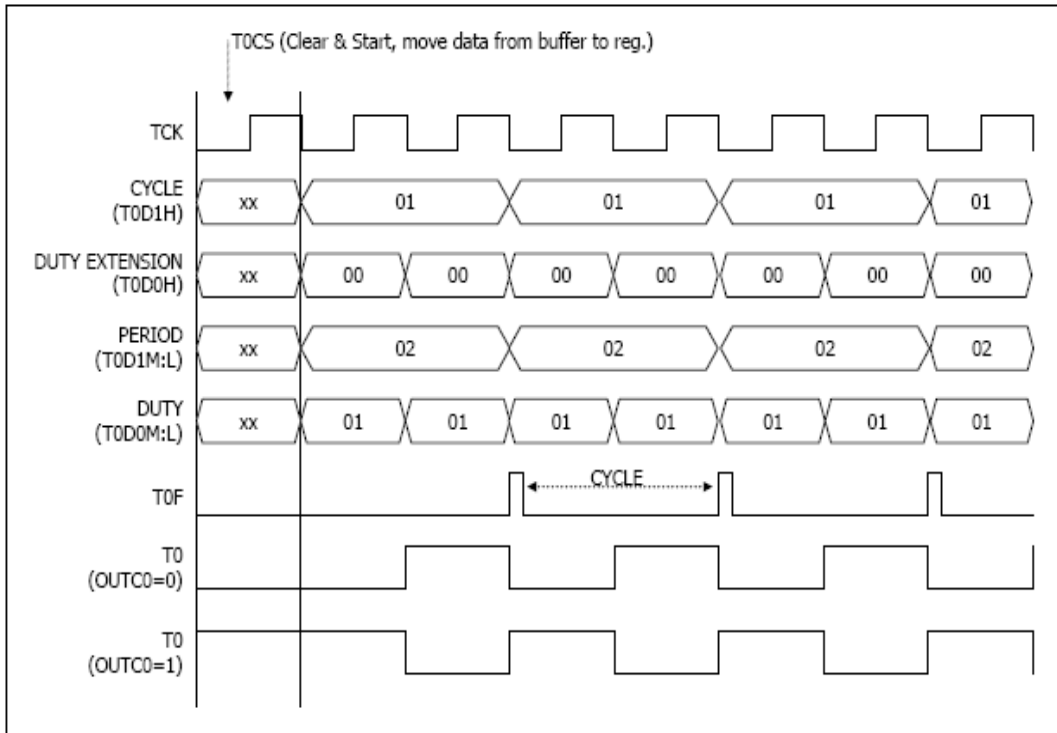 T0CS (Clear & Start, move data from buffer to reg.)
TCK
CYCLE
(T0D1H)
xx 01 01 01 01
DUTY EXTENSION
(T0D0H)
xx 00 00 00 00 00 00 00
PERIOD
(T0D1M:L)
xx 02 02 02 02
DUTY
(T0D0M:L)
xx 01 01 01 01 01 01 01
T0F
CYCLE
T0
(OUTC0=0)
T0
(OUTC0=1)